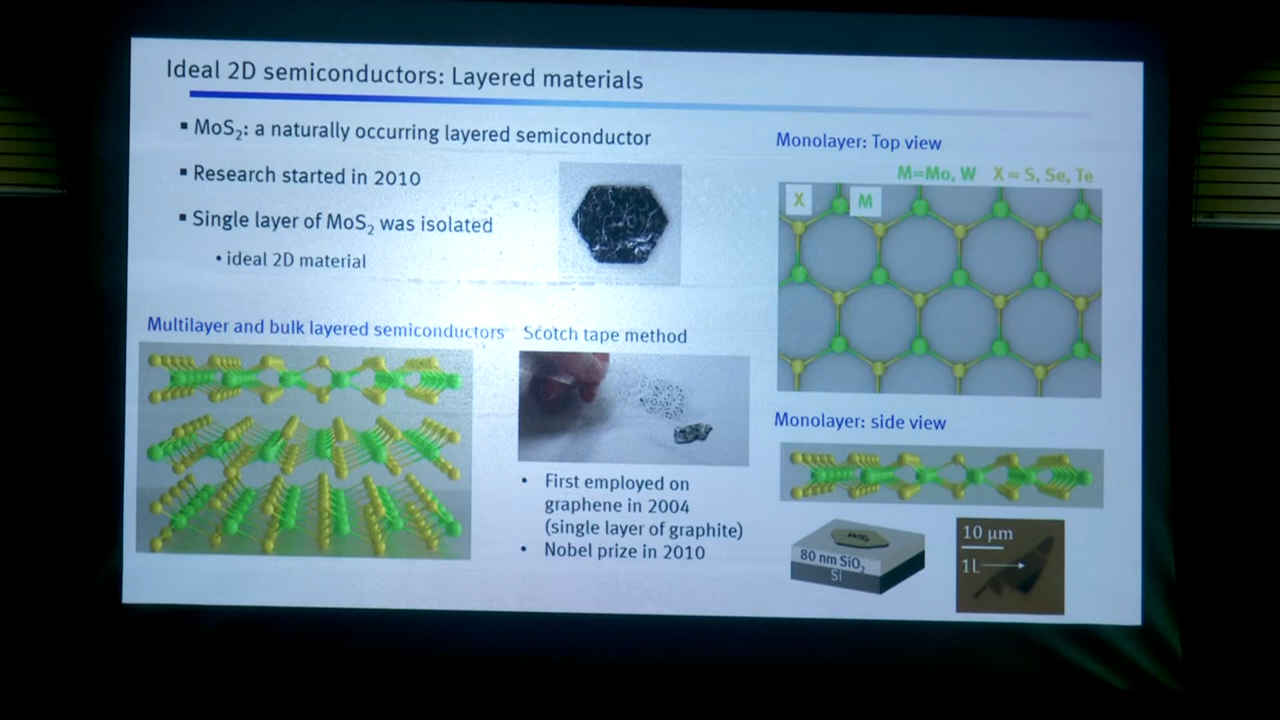 Ideal 2D semiconductors: Layered materials
▪ MoS₂: a naturally occurring layered semiconductor
▪ Research started in 2010
▪ Single layer of MoS₂ was isolated
• ideal 2D material
Multilayer and bulk layered semiconductors
Scotch tape method
• First employed on
graphene in 2004
(single layer of graphite)
• Nobel prize in 2010
Monolayer: Top view
M=Mo, W X = S, Se, Te
X M
Monolayer: side view
MoS₂
80 nm SiO₂
Si
10 μm
1L